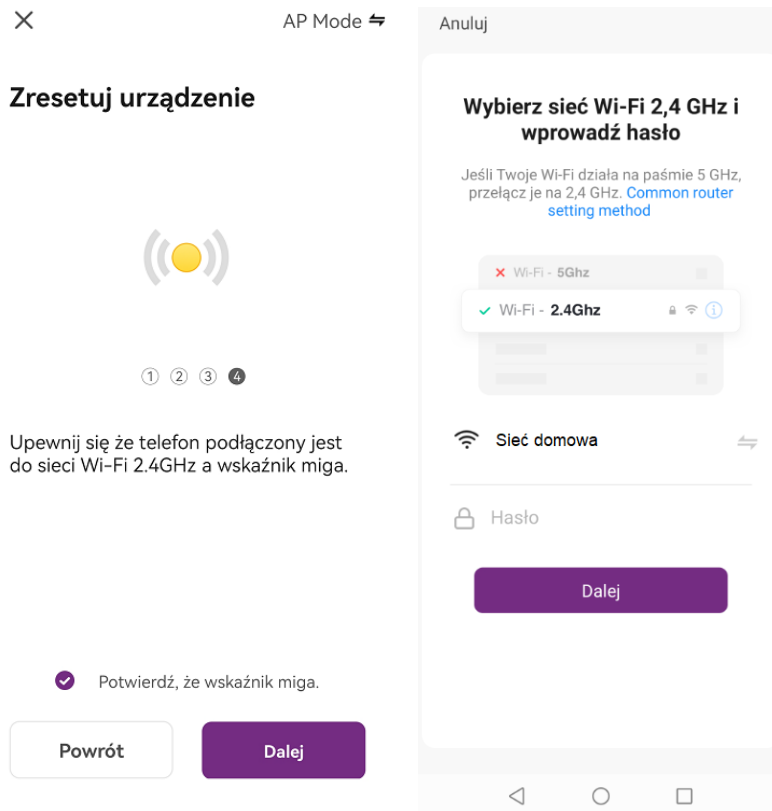 AP Mode
Zresetuj urządzenie
1 2 3 4
Upewnij się że telefon podłączony jest
do sieci Wi-Fi 2.4GHz a wskaźnik miga.
Potwierdź, że wskaźnik miga.
Powrót
Dalej
Anuluj
Wybierz sieć Wi-Fi 2,4 GHz i
wprowadź hasło
Jeśli Twoje Wi-Fi działa na paśmie 5 GHz,
przełącz je na 2,4 GHz. Common router
setting method
Wi-Fi - 5Ghz
Wi-Fi - 2.4Ghz
Sieć domowa
Hasło
Dalej